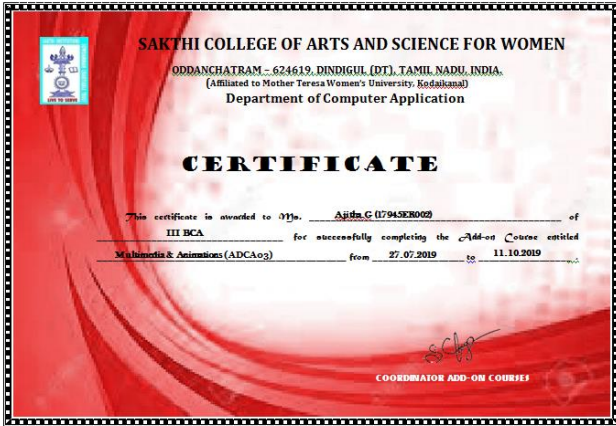 SAKTHI COLLEGE OF ARTS AND SCIENCE FOR WOMEN
ODDANCHATRAM – 624619, DINDIGUL (DT), TAMIL NADU, INDIA.
(Affiliated to Mother Teresa Women's University, Kodaikanal)
Department of Computer Application
LIVE TO SERVE
CERTIFICATE
This certificate is awarded to Ms. Ajitha G (17945ER002) of
III BCA for successfully completing the Add-on Course entitled
Multimedia & Animations (ADCA03) from 27.07.2019 to 11.10.2019
COORDINATOR ADD-ON COURSES